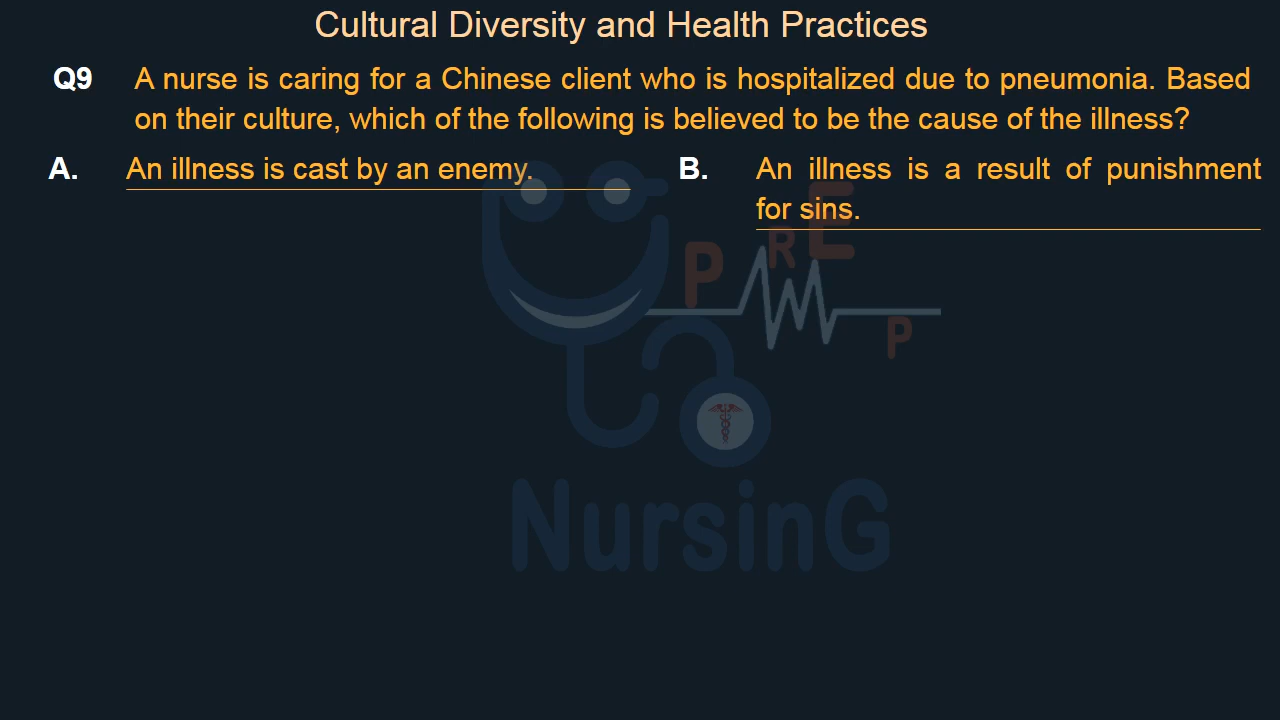 Cultural Diversity and Health Practices
Q9 A nurse is caring for a Chinese client who is hospitalized due to pneumonia. Based
on their culture, which of the following is believed to be the cause of the illness?
A. An illness is cast by an enemy.
B. An illness is a result of punishment
for sins.
P R E P
NursinG